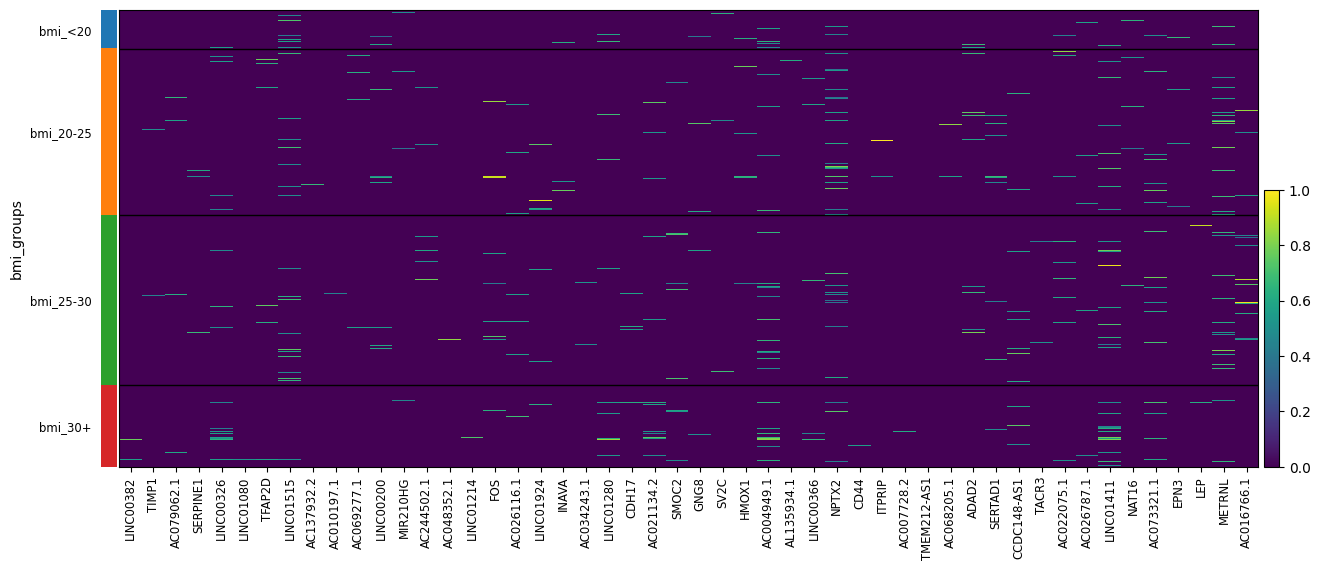 bmi_groups
bmi_<20
bmi_20-25
bmi_25-30
bmi_30+
1.0
0.8
0.6
0.4
0.2
0.0
LINC00382
TIMP1
AC079062.1
SERPINE1
LINC00326
LINC01080
TFAP2D
LINC01515
AC137932.2
AC010197.1
AC069277.1
LINC00200
MIR210HG
AC244502.1
AC048352.1
LINC01214
FOS
AC026116.1
LINC01924
INAVA
AC034243.1
LINC01280
CDH17
AC021134.2
SMOC2
GNG8
SV2C
HMOX1
AC004949.1
AL135934.1
LINC00366
NPTX2
CD44
ITPRIP
AC007728.2
TMEM212-AS1
AC068205.1
ADAD2
SERTAD1
CCDC148-AS1
TACR3
AC022075.1
AC026787.1
LINC01411
NAT16
AC073321.1
EPN3
LEP
METRNL
AC016766.1